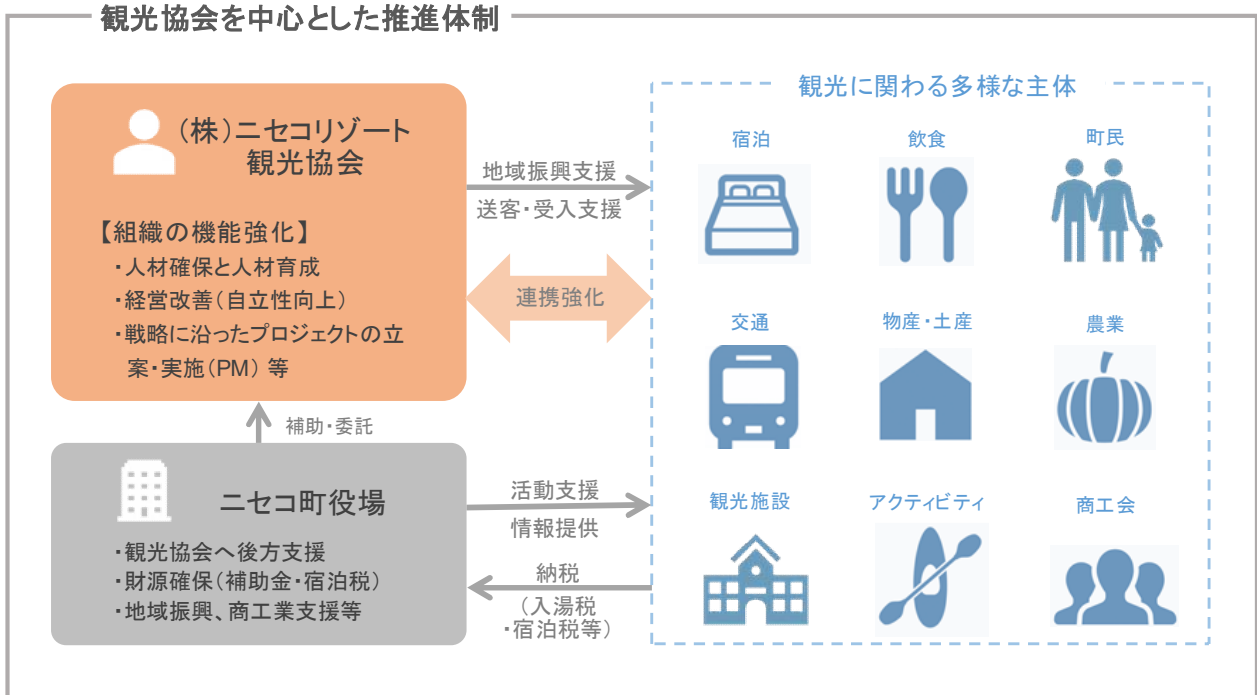 観光協会を中心とした推進体制
(株)ニセコリゾート
観光協会
【組織の機能強化】
・人材確保と人材育成
・経営改善(自立性向上)
・戦略に沿ったプロジェクトの立
案・実施(PM) 等
補助・委託
ニセコ町役場
・観光協会へ後方支援
・財源確保(補助金・宿泊税)
・地域振興、商工業支援等
地域振興支援
送客・受入支援
連携強化
活動支援
情報提供
納税
(入湯税
・宿泊税等)
観光に関わる多様な主体
宿泊
飲食
町民
交通
物産・土産
農業
観光施設
アクティビティ
商工会